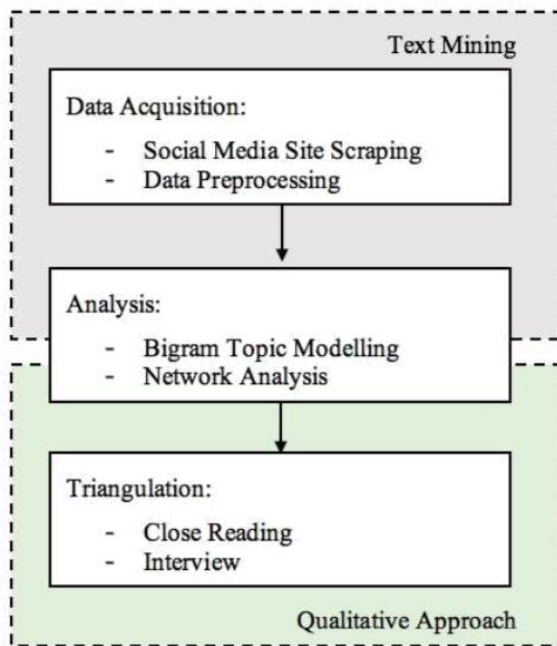 Text Mining
Data Acquisition:
- Social Media Site Scraping
- Data Preprocessing
Analysis:
- Bigram Topic Modelling
- Network Analysis
Triangulation:
- Close Reading
- Interview
Qualitative Approach